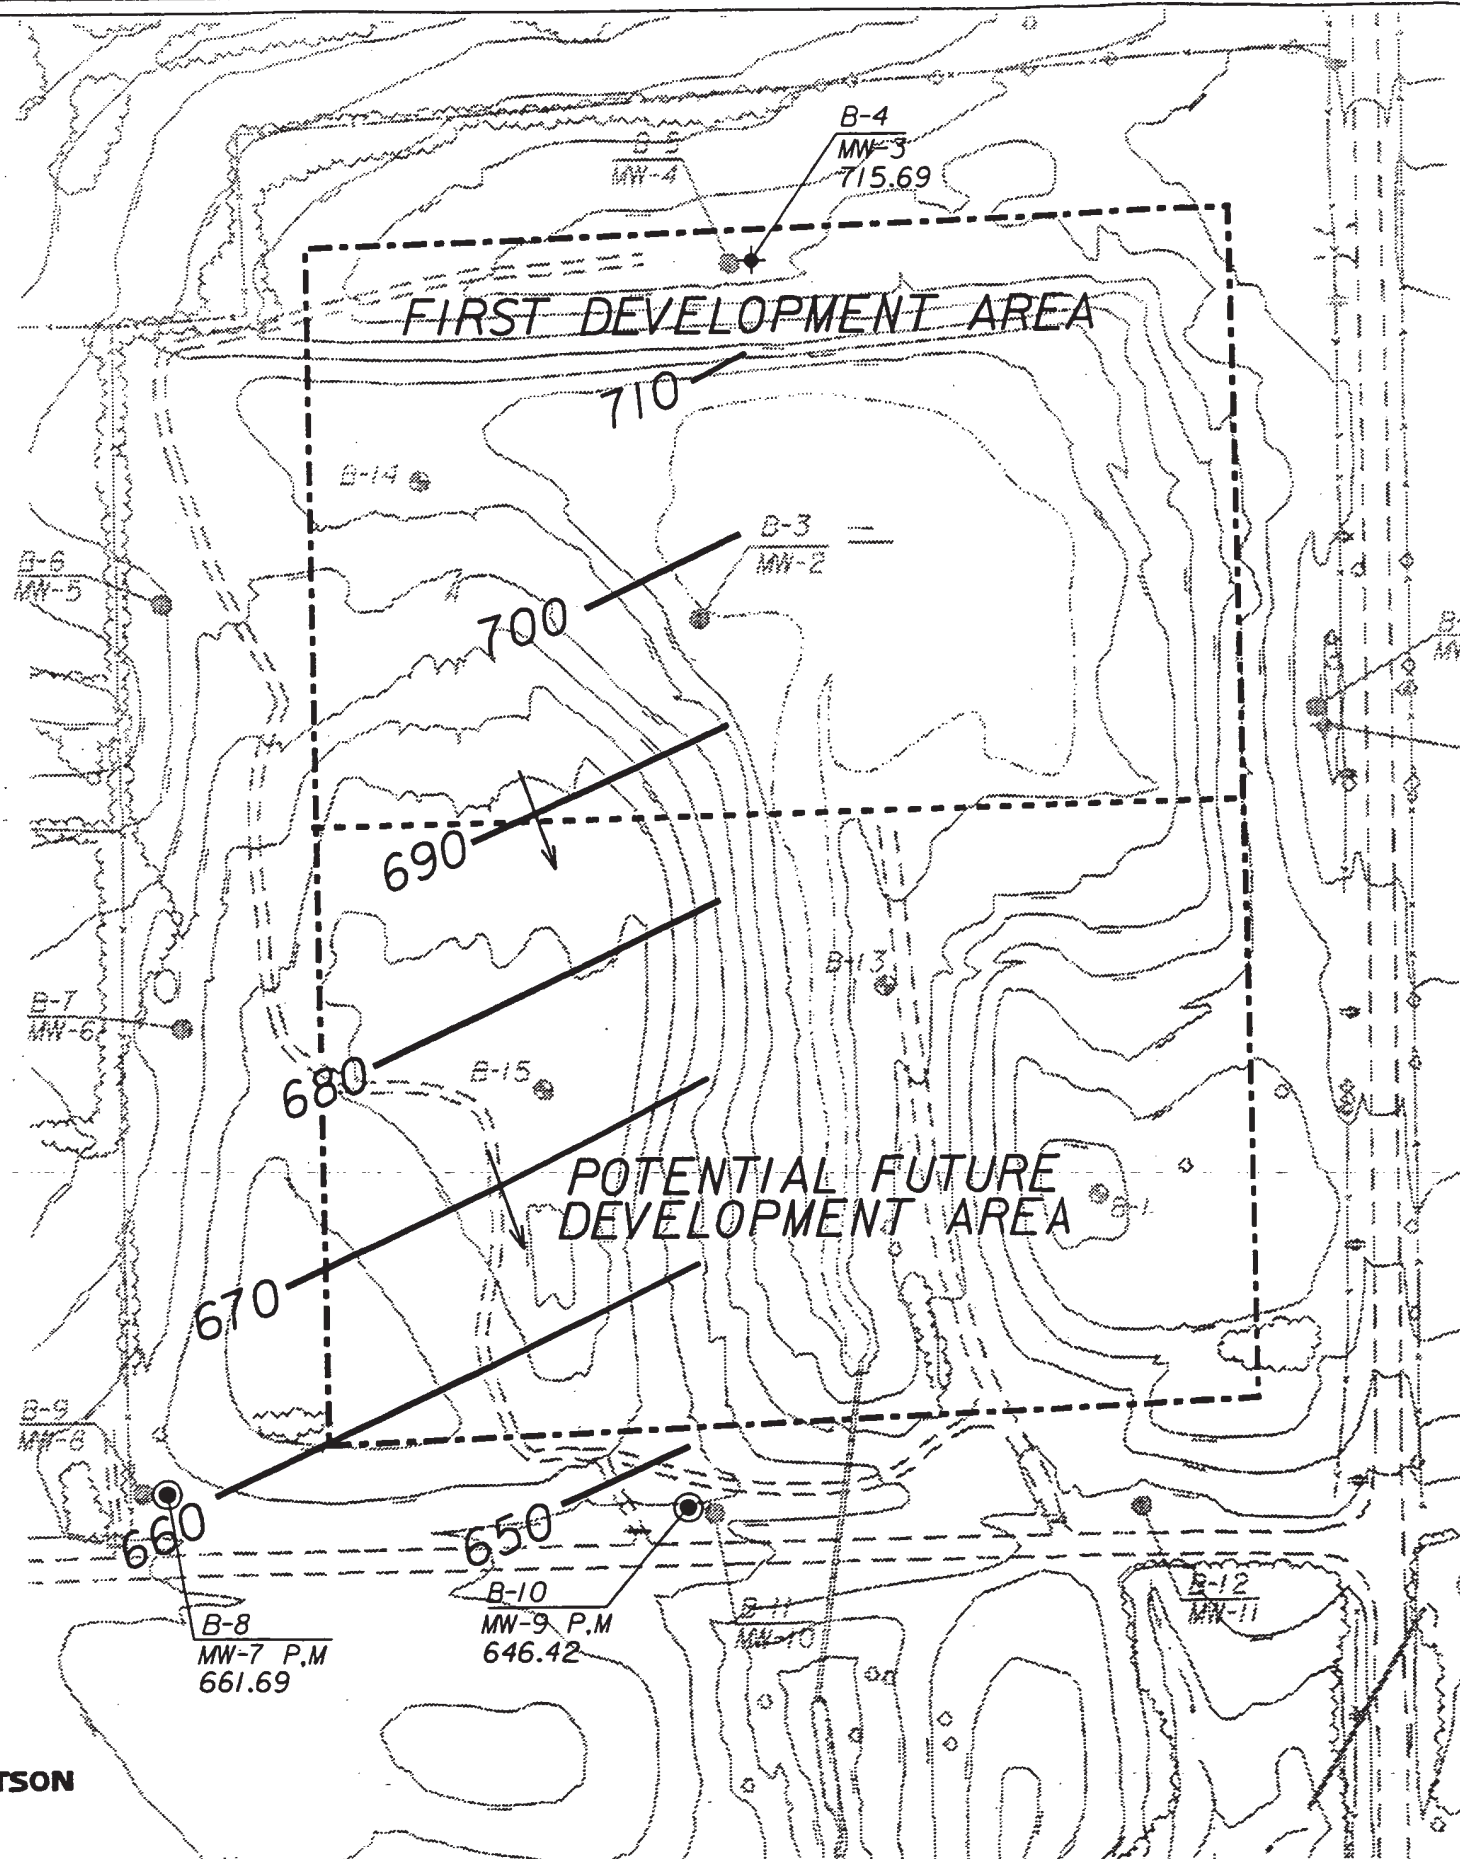 B-4
MW-3
715.69
MW-4
FIRST DEVELOPMENT AREA
710
B-14
B-3
MW-2
B-6
MW-5
700
690
B-13
B-7
MW-6
680
B-15
POTENTIAL FUTURE
DEVELOPMENT AREA
B-1
670
B-9
MW-8
660
650
B-8
MW-7 P,M
661.69
B-10
MW-9 P,M
646.42
B-11
MW-10
B-12
MW-11
TSON